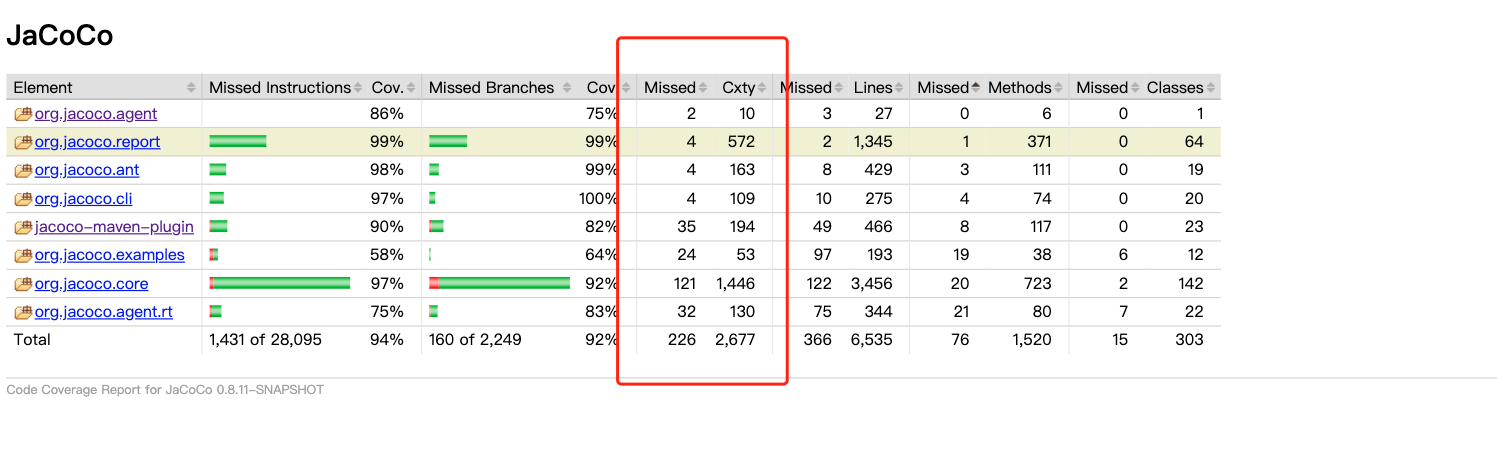 JaCoCo
Element Missed Instructions Cov. Missed Branches Cov. Missed Cxty Missed Lines Missed Methods Missed Classes
org.jacoco.agent 86% 75% 2 10 3 27 0 6 0 1
org.jacoco.report 99% 99% 4 572 2 1,345 1 371 0 64
org.jacoco.ant 98% 99% 4 163 8 429 3 111 0 19
org.jacoco.cli 97% 100% 4 109 10 275 4 74 0 20
jacoco-maven-plugin 90% 82% 35 194 49 466 8 117 0 23
org.jacoco.examples 58% 64% 24 53 97 193 19 38 6 12
org.jacoco.core 97% 92% 121 1,446 122 3,456 20 723 2 142
org.jacoco.agent.rt 75% 83% 32 130 75 344 21 80 7 22
Total 1,431 of 28,095 94% 160 of 2,249 92% 226 2,677 366 6,535 76 1,520 15 303
Code Coverage Report for JaCoCo 0.8.11-SNAPSHOT